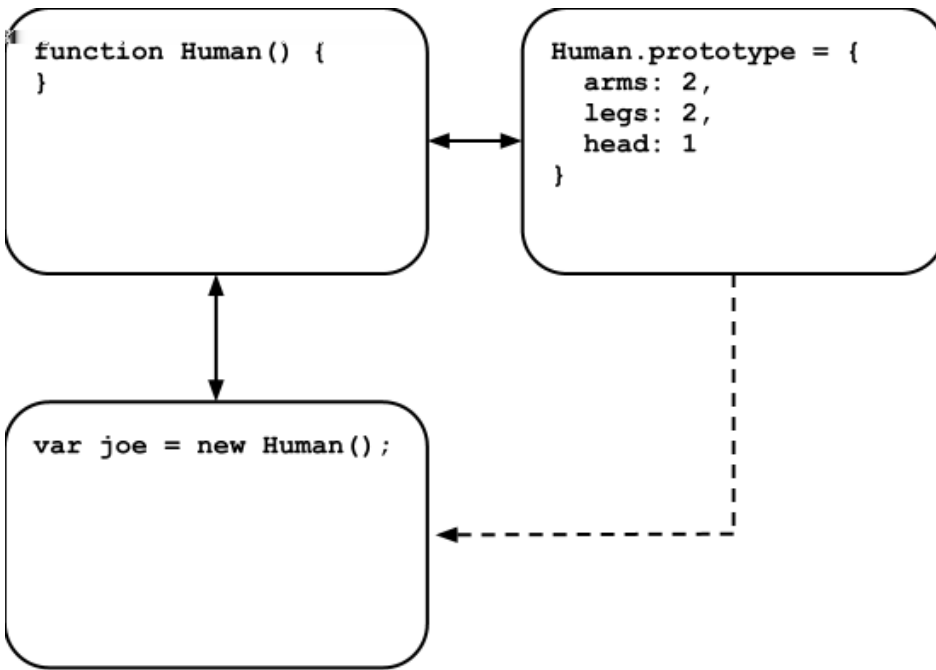 function Human() {
}
Human.prototype = {
  arms: 2,
  legs: 2,
  head: 1
}
var joe = new Human();